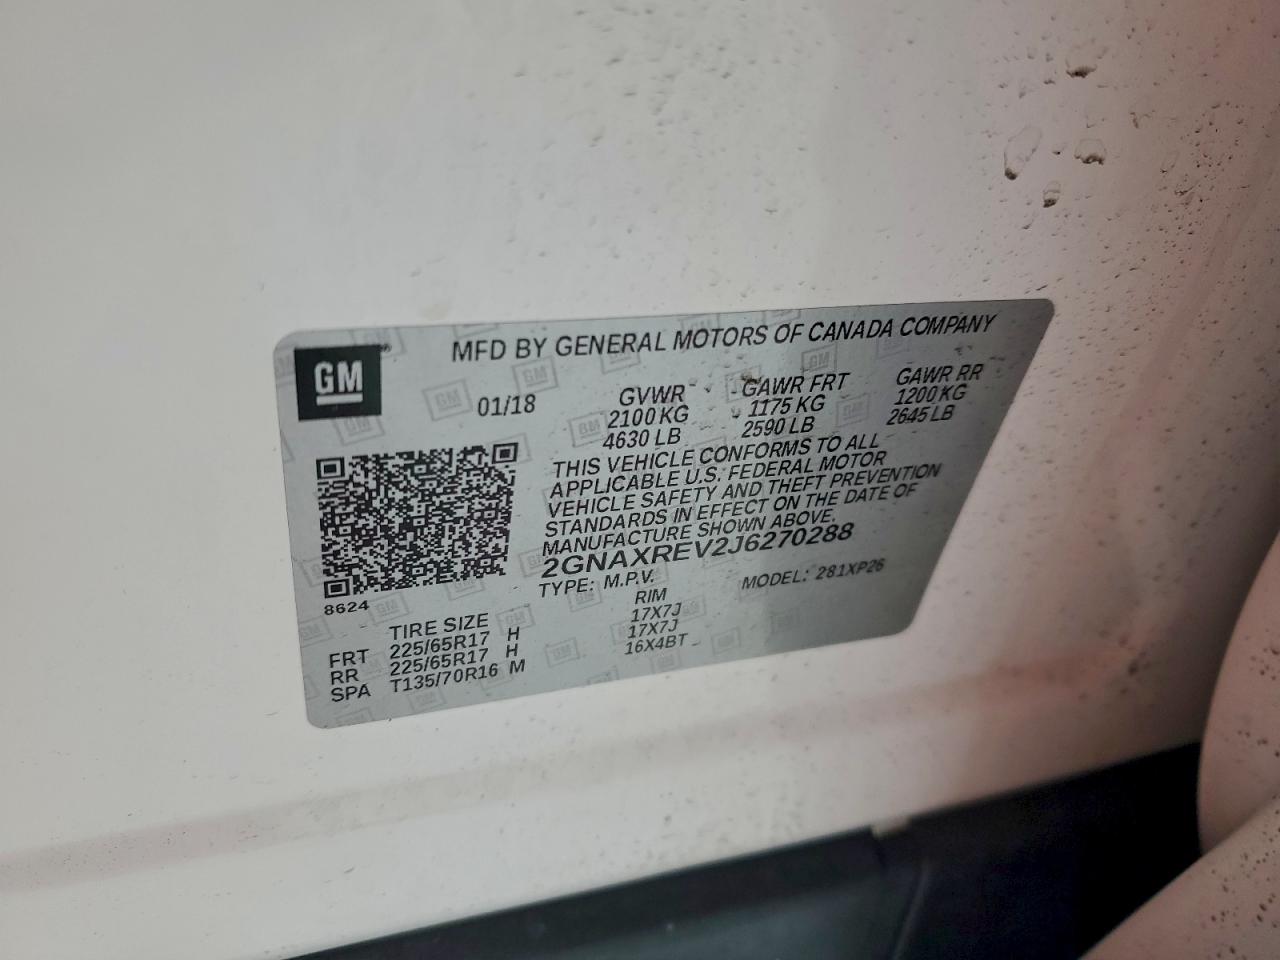 GM
MFD BY GENERAL MOTORS OF CANADA COMPANY
01/18
GVWR GAWR FRT GAWR RR
2100 KG 1175 KG 1200 KG
4630 LB 2590 LB 2645 LB
THIS VEHICLE CONFORMS TO ALL
APPLICABLE U.S. FEDERAL MOTOR
VEHICLE SAFETY AND THEFT PREVENTION
STANDARDS IN EFFECT ON THE DATE OF
MANUFACTURE SHOWN ABOVE.
2GNAXREV2J6270288
TYPE: M.P.V. MODEL: 281XP26
8624
TIRE SIZE RIM
FRT 225/65R17 H 17X7J
RR 225/65R17 H 17X7J
SPA T135/70R16 M 16X4BT